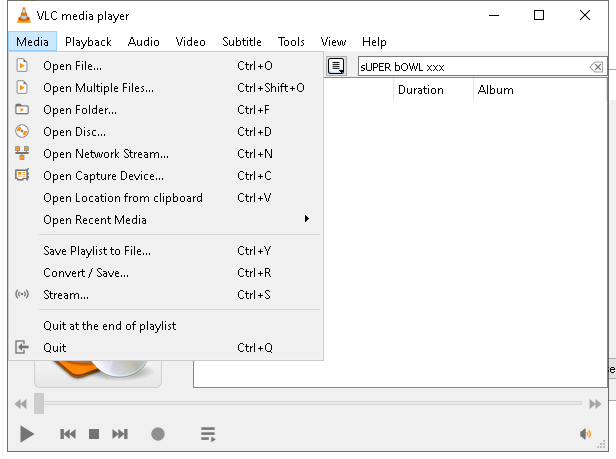 VLC media player
Media Playback Audio Video Subtitle Tools View Help
Open File... Ctrl+O
Open Multiple Files... Ctrl+Shift+O
Open Folder... Ctrl+F
Open Disc... Ctrl+D
Open Network Stream... Ctrl+N
Open Capture Device... Ctrl+C
Open Location from clipboard Ctrl+V
Open Recent Media
Save Playlist to File... Ctrl+Y
Convert / Save... Ctrl+R
Stream... Ctrl+S
Quit at the end of playlist
Quit Ctrl+Q
sUPER bOWL xxx
Duration Album